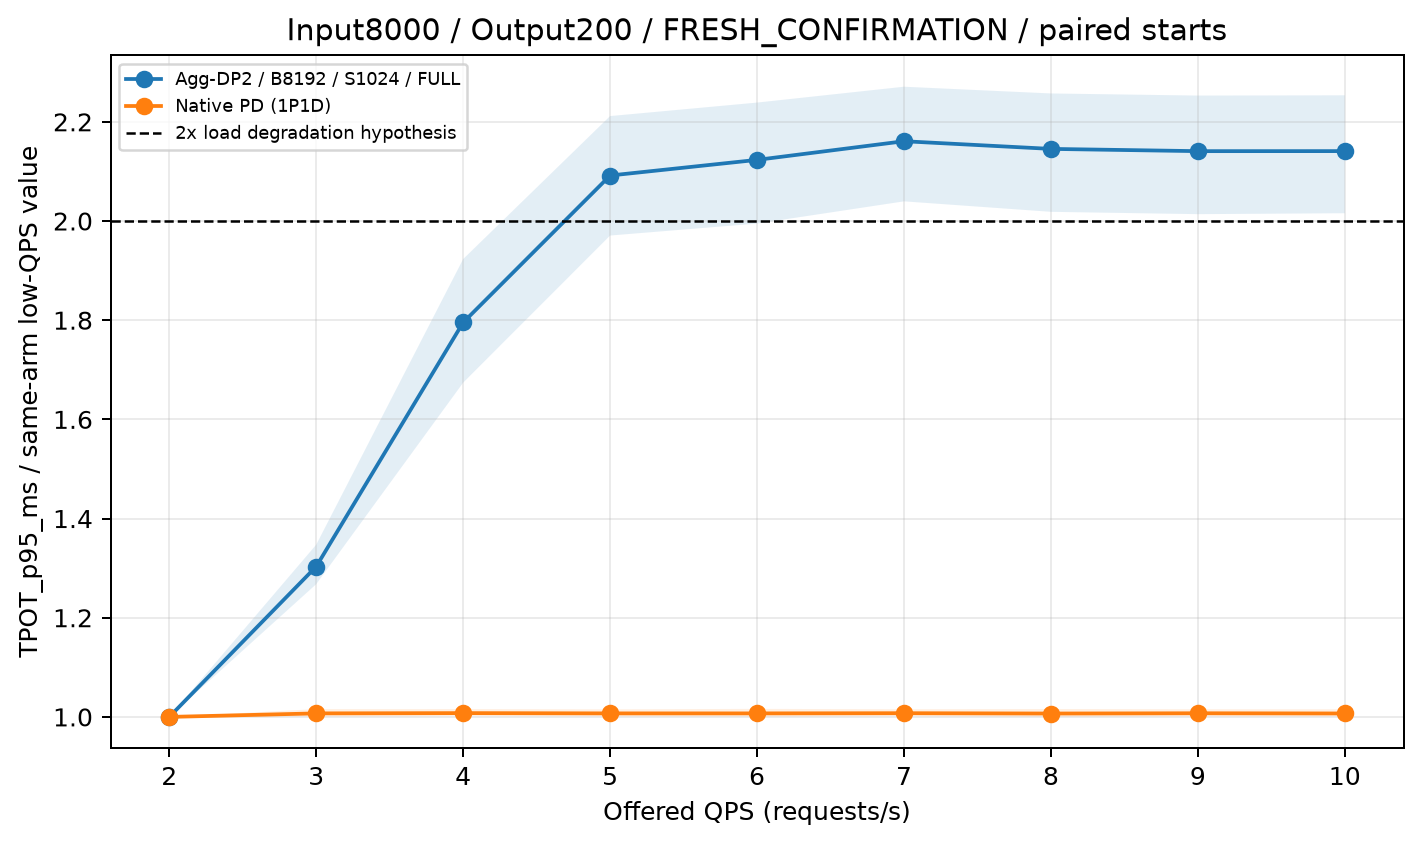 Input8000 / Output200 / FRESH_CONFIRMATION / paired starts
Agg-DP2 / B8192 / S1024 / FULL
Native PD (1P1D)
2x load degradation hypothesis
TPOT_p95_ms / same-arm low-QPS value
2.2
2.0
1.8
1.6
1.4
1.2
1.0
2 3 4 5 6 7 8 9 10
Offered QPS (requests/s)